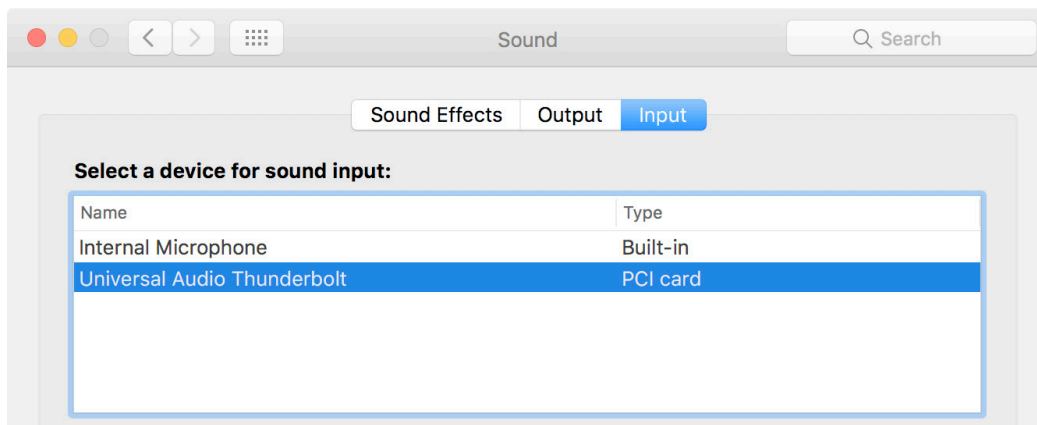 Sound
Search
Sound Effects Output Input
Select a device for sound input:
Name Type
Internal Microphone Built-in
Universal Audio Thunderbolt PCI card